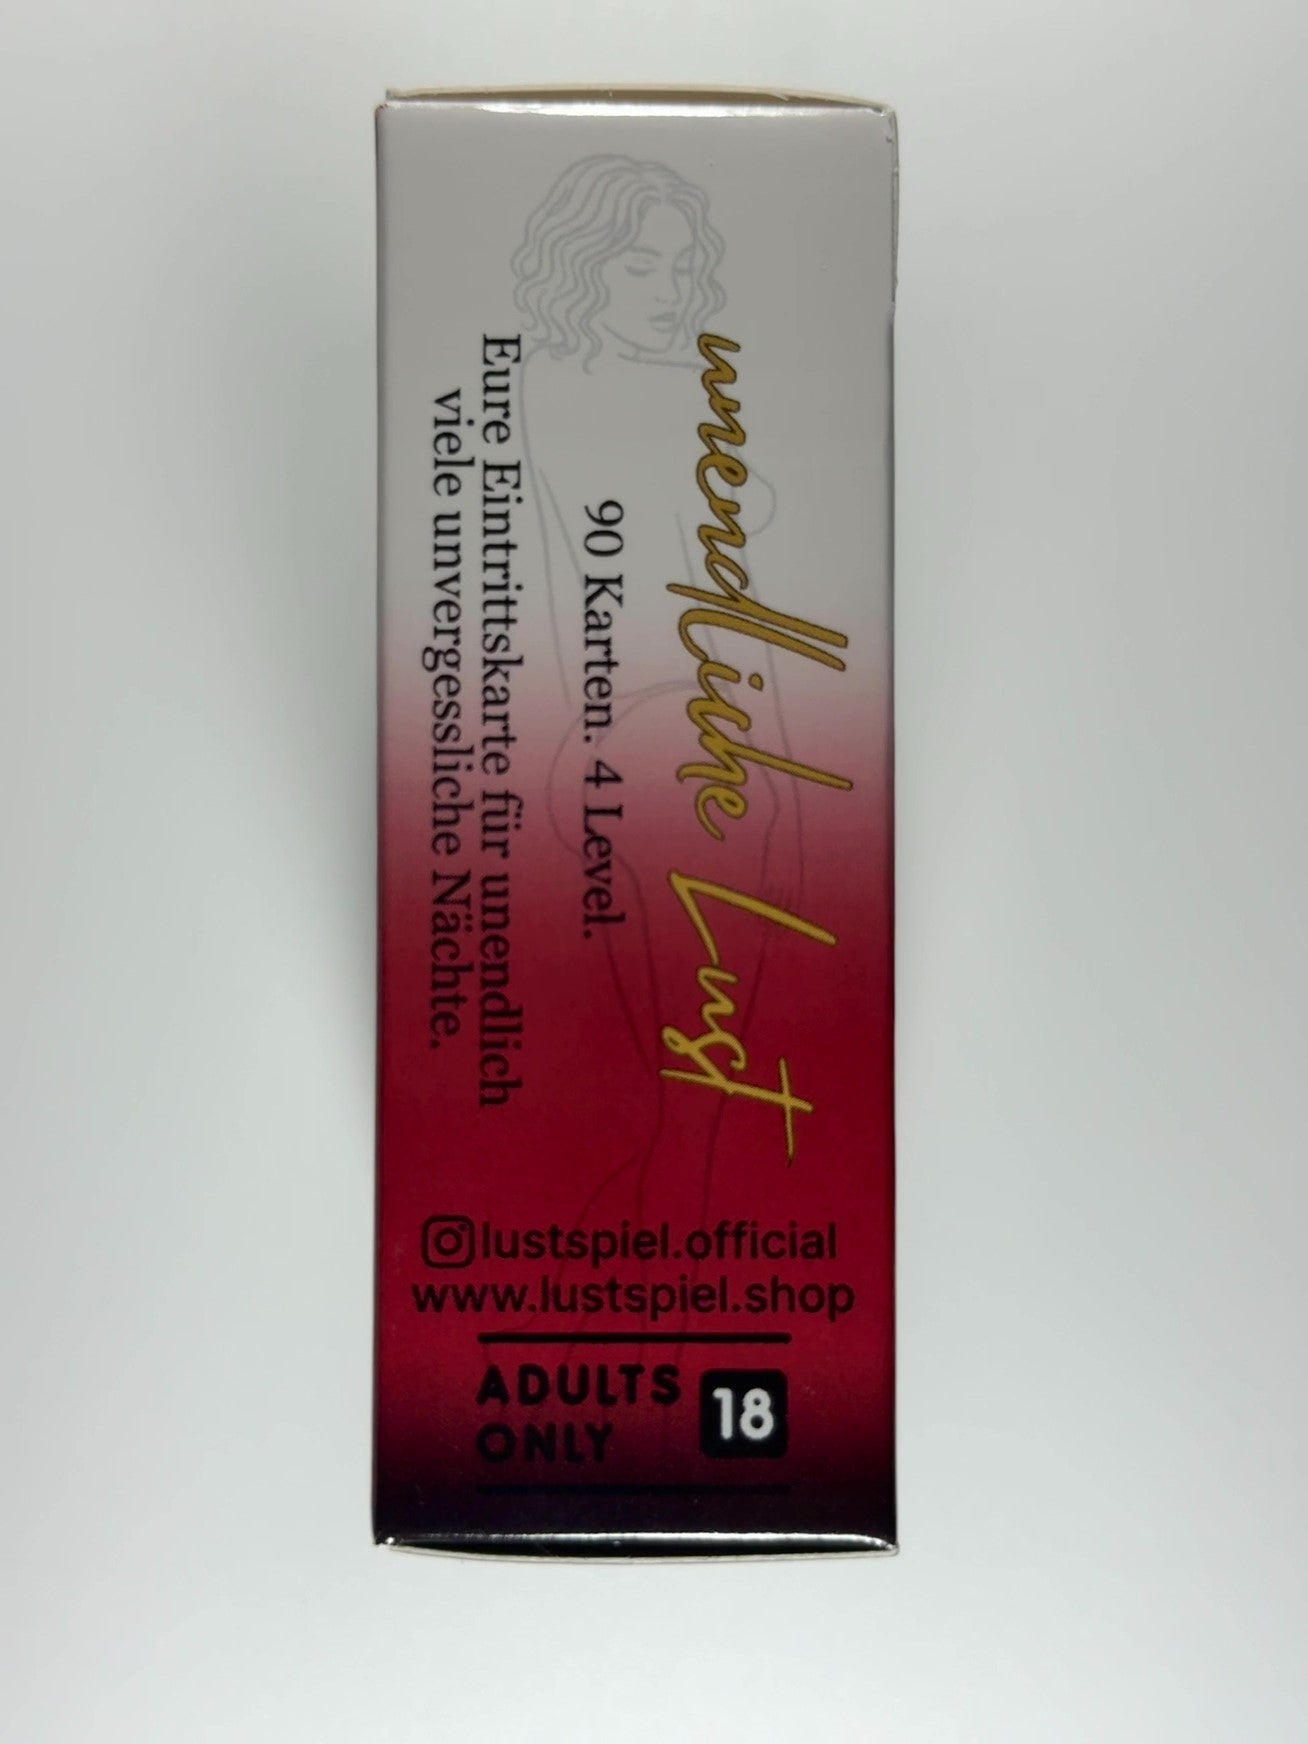 unendliche Lust
90 Karten. 4 Level.
Eure Eintrittskarte für unendlich
viele unvergessliche Nächte.
lustspiel.official
www.lustspiel.shop
ADULTS
ONLY
18